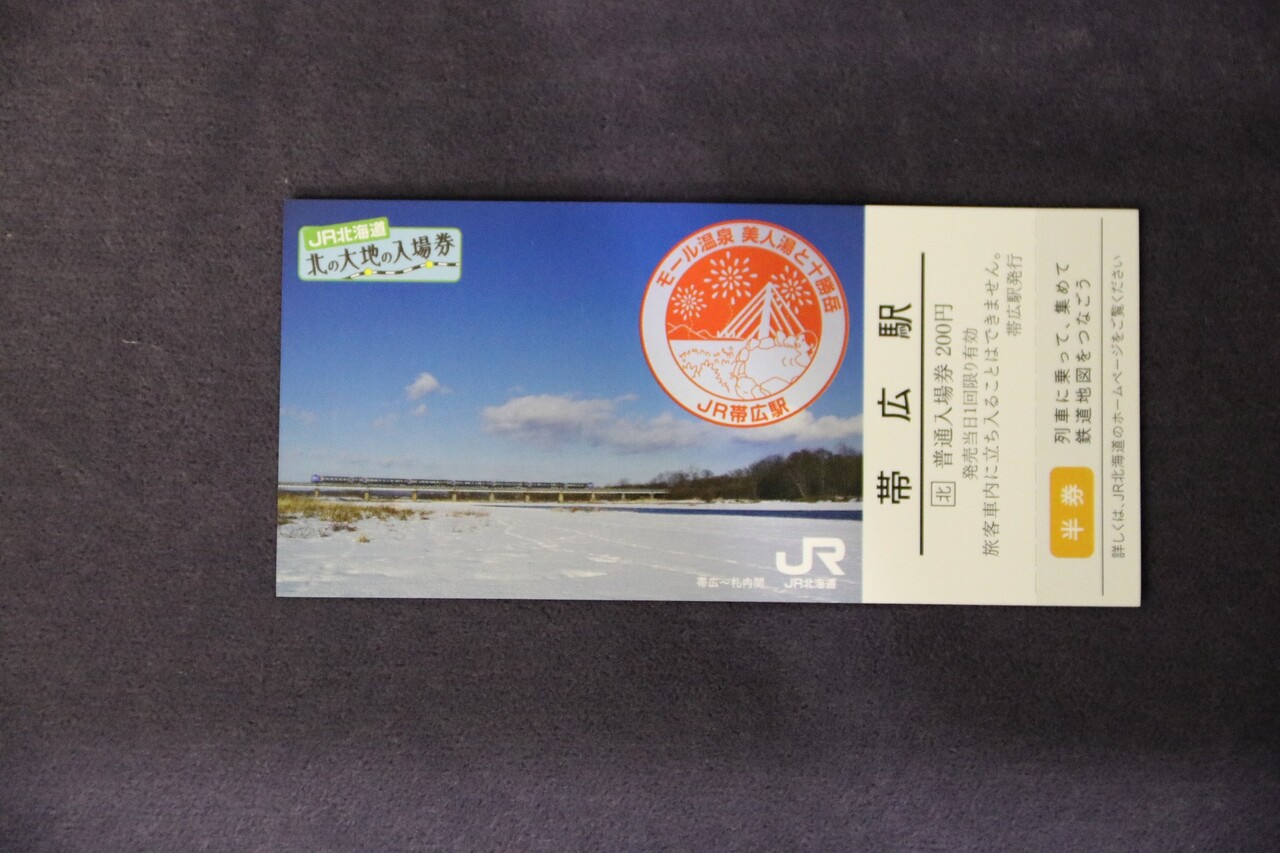 JR北海道
北の大地の入場券
モール温泉 美人湯と十勝岳
JR帯広駅
帯広〜札内間
JR
JR北海道
帯広駅
北 普通入場券 200円
発売当日1回限り有効
旅客車内に立ち入ることはできません。
帯広駅発行
半券
列車に乗って、集めて
鉄道地図をつなごう
詳しくは、JR北海道のホームページをご覧ください